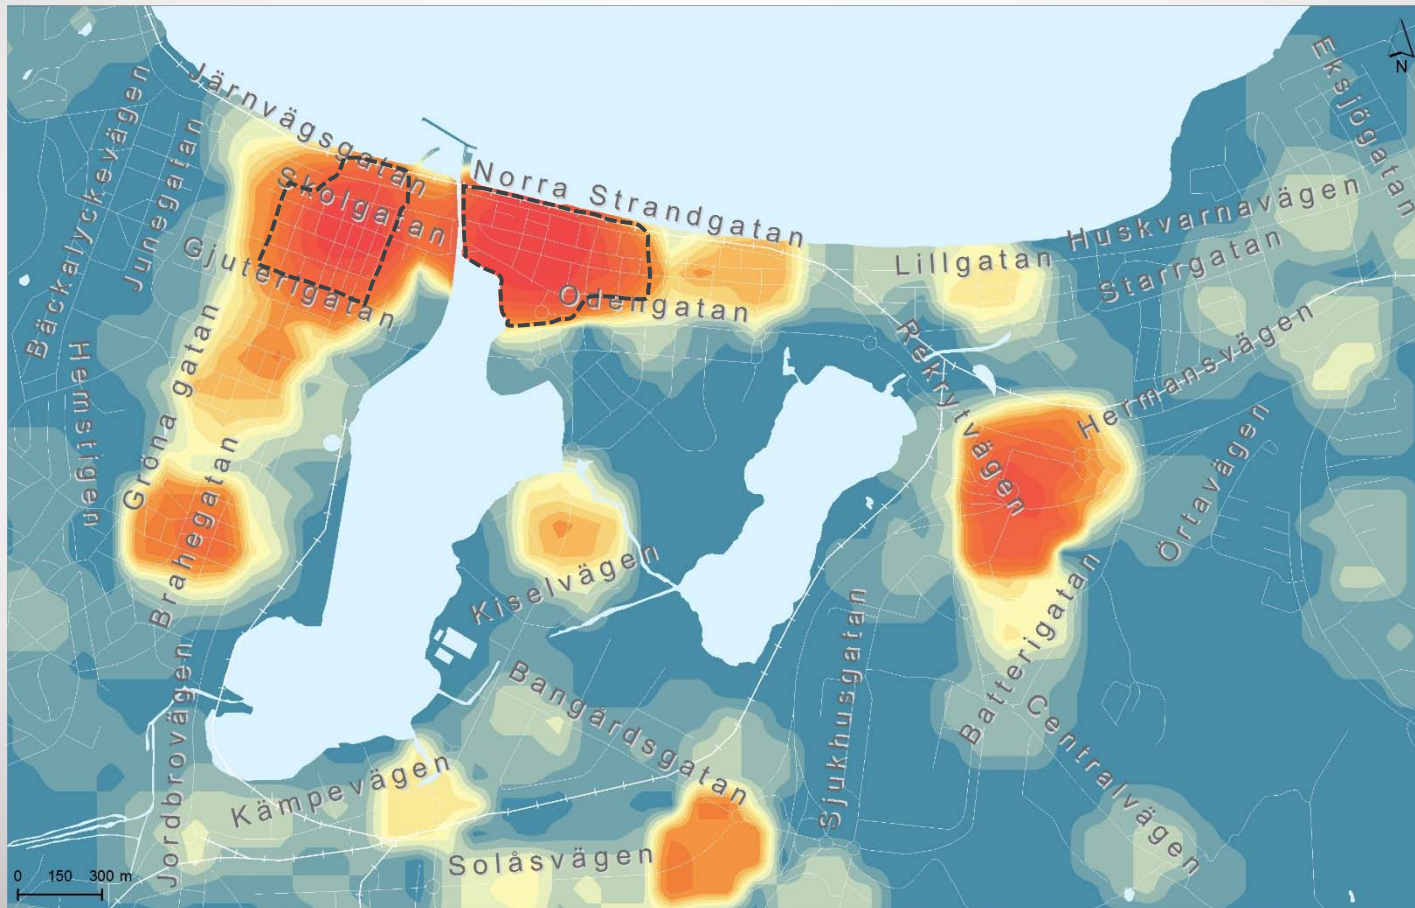 Eksjögatan
N
Järnvägsgatan
Bäckalyckevägen
Junegatan
Skolgatan
Norra Strandgatan
Huskvarnavägen
Gjuterigatan
Lillgatan
Starrgatan
Odengatan
Hermansvägen
Rekrytvägen
Gröna gatan
Hemstigen
Brahegatan
Örtavägen
Kiselvägen
Batterigatan
Sjukhusgatan
Jordbrovägen
Bangårdsgatan
Centralvägen
Kämpevägen
Solåsvägen
0 150 300 m